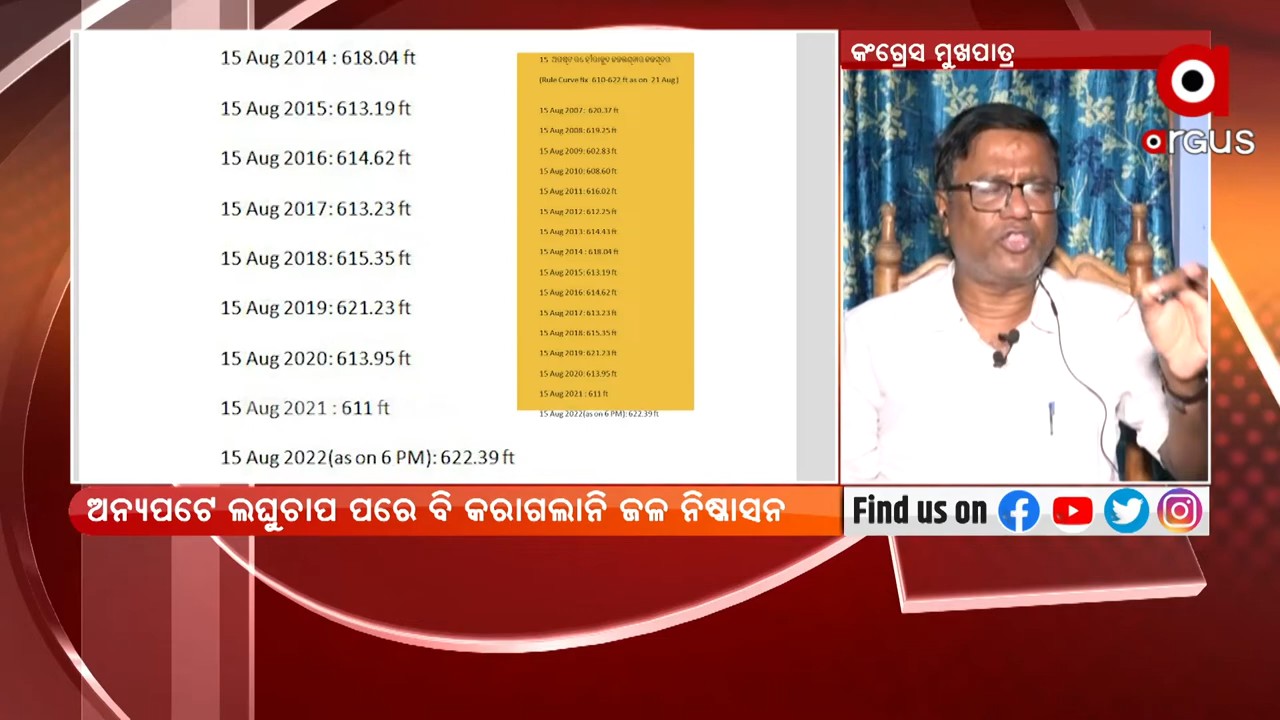 15 Aug 2014 : 618.04 ft
15 Aug 2015: 613.19 ft
15 Aug 2016: 614.62 ft
15 Aug 2017: 613.23 ft
15 Aug 2018: 615.35 ft
15 Aug 2019: 621.23 ft
15 Aug 2020: 613.95 ft
15 Aug 2021 : 611 ft
15 Aug 2022(as on 6 PM): 622.39 ft
(Rule Curve fix 610-622 ft as on 21 Aug)
15 Aug 2007: 620.37 ft
15 Aug 2008: 619.25 ft
15 Aug 2009: 602.83 ft
15 Aug 2010: 608.60 ft
15 Aug 2011: 616.02 ft
15 Aug 2012: 612.25 ft
15 Aug 2013: 614.43 ft
15 Aug 2014 : 618.04 ft
15 Aug 2015: 613.19 ft
15 Aug 2016: 614.62 ft
15 Aug 2017: 613.23 ft
15 Aug 2018: 615.35 ft
15 Aug 2019: 621.23 ft
15 Aug 2020: 613.95 ft
15 Aug 2021 : 611 ft
15 Aug 2022(as on 6 PM): 622.39 ft
କଂଗ୍ରେସ ମୁଖପାତ୍ର
argus
ଅନ୍ୟପଟେ ଲଘୁଚାପ ପରେ ବି କରାଗଲାନି ଜଳ ନିଷ୍କାସନ
Find us on